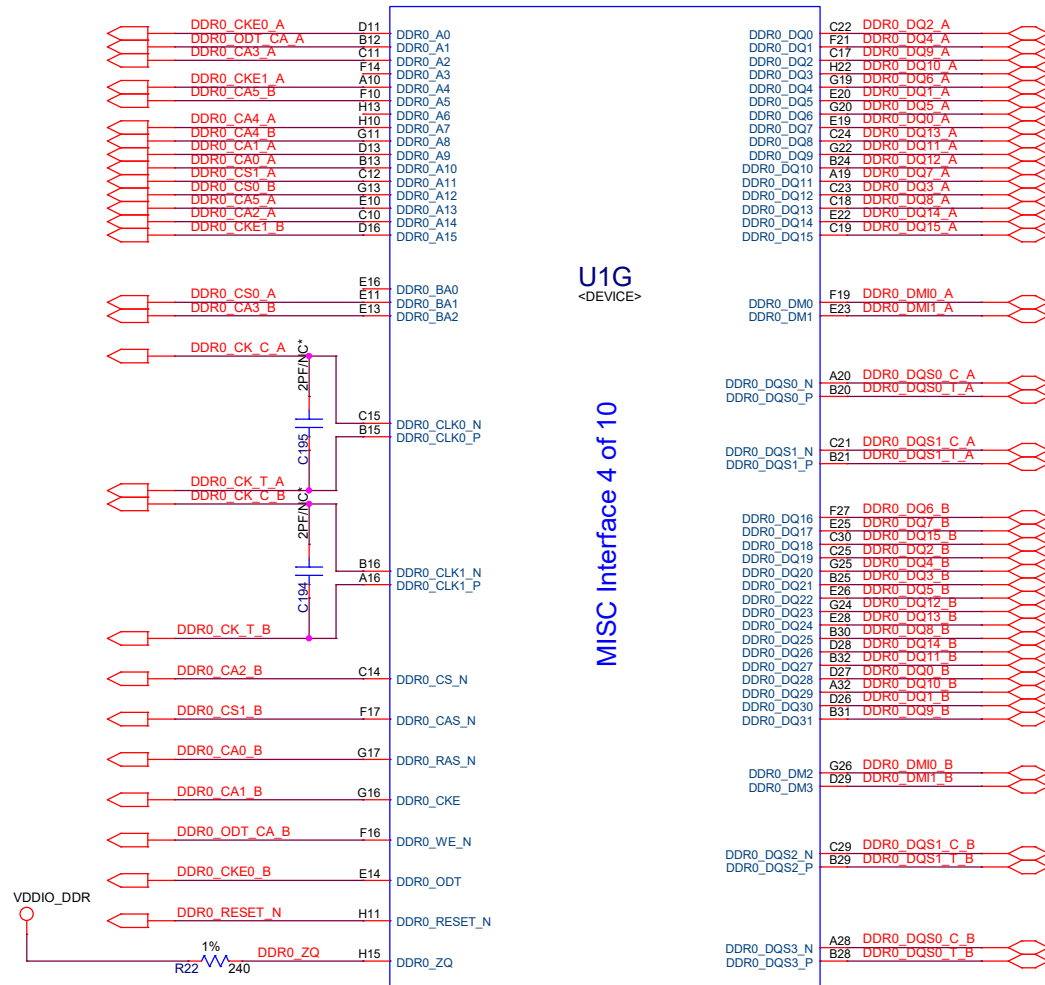 DDR0_CKE0_A D11 DDR0_A0
DDR0_ODT_CA_A B12 DDR0_A1
DDR0_CA3_A C11 DDR0_A2
F14 DDR0_A3
DDR0_CKE1_A A10 DDR0_A4
DDR0_CA5_B F10 DDR0_A5
H13 DDR0_A6
DDR0_CA4_A H10 DDR0_A7
DDR0_CA4_B G11 DDR0_A8
DDR0_CA1_A D13 DDR0_A9
DDR0_CA0_A B13 DDR0_A10
DDR0_CS1_A C12 DDR0_A11
DDR0_CS0_B G13 DDR0_A12
DDR0_CA5_A E10 DDR0_A13
DDR0_CA2_A C10 DDR0_A14
DDR0_CKE1_B D16 DDR0_A15
E16 DDR0_BA0
DDR0_CS0_A E11 DDR0_BA1
DDR0_CA3_B E13 DDR0_BA2
DDR0_CK_C_A
2PF/NC*
C195
C15 DDR0_CLK0_N
B15 DDR0_CLK0_P
DDR0_CK_T_A
DDR0_CK_C_B
2PF/NC*
C194
B16 DDR0_CLK1_N
A16 DDR0_CLK1_P
DDR0_CK_T_B
DDR0_CA2_B C14 DDR0_CS_N
DDR0_CS1_B F17 DDR0_CAS_N
DDR0_CA0_B G17 DDR0_RAS_N
DDR0_CA1_B G16 DDR0_CKE
DDR0_ODT_CA_B F16 DDR0_WE_N
DDR0_CKE0_B E14 DDR0_ODT
VDDIO_DDR
DDR0_RESET_N H11 DDR0_RESET_N
1%
R22 240 DDR0_ZQ H15 DDR0_ZQ
U1G
<DEVICE>
MISC Interface 4 of 10
DDR0_DQ0 C22 DDR0_DQ2_A
DDR0_DQ1 F21 DDR0_DQ4_A
DDR0_DQ2 C17 DDR0_DQ9_A
DDR0_DQ3 H22 DDR0_DQ10_A
DDR0_DQ4 G19 DDR0_DQ6_A
DDR0_DQ5 E20 DDR0_DQ1_A
DDR0_DQ6 G20 DDR0_DQ5_A
DDR0_DQ7 E19 DDR0_DQ0_A
DDR0_DQ8 C24 DDR0_DQ13_A
DDR0_DQ9 G22 DDR0_DQ11_A
DDR0_DQ10 B24 DDR0_DQ12_A
DDR0_DQ11 A19 DDR0_DQ7_A
DDR0_DQ12 C23 DDR0_DQ3_A
DDR0_DQ13 C18 DDR0_DQ8_A
DDR0_DQ14 E22 DDR0_DQ14_A
DDR0_DQ15 C19 DDR0_DQ15_A
DDR0_DM0 F19 DDR0_DMI0_A
DDR0_DM1 E23 DDR0_DMI1_A
DDR0_DQS0_N A20 DDR0_DQS0_C_A
DDR0_DQS0_P B20 DDR0_DQS0_T_A
DDR0_DQS1_N C21 DDR0_DQS1_C_A
DDR0_DQS1_P B21 DDR0_DQS1_T_A
DDR0_DQ16 F27 DDR0_DQ6_B
DDR0_DQ17 E25 DDR0_DQ7_B
DDR0_DQ18 C30 DDR0_DQ15_B
DDR0_DQ19 C25 DDR0_DQ2_B
DDR0_DQ20 G25 DDR0_DQ4_B
DDR0_DQ21 B25 DDR0_DQ3_B
DDR0_DQ22 E26 DDR0_DQ5_B
DDR0_DQ23 G24 DDR0_DQ12_B
DDR0_DQ24 E28 DDR0_DQ13_B
DDR0_DQ25 B30 DDR0_DQ8_B
DDR0_DQ26 D28 DDR0_DQ14_B
DDR0_DQ27 B32 DDR0_DQ11_B
DDR0_DQ28 D27 DDR0_DQ0_B
DDR0_DQ29 A32 DDR0_DQ10_B
DDR0_DQ30 D26 DDR0_DQ1_B
DDR0_DQ31 B31 DDR0_DQ9_B
DDR0_DM2 G26 DDR0_DMI0_B
DDR0_DM3 D29 DDR0_DMI1_B
DDR0_DQS2_N C29 DDR0_DQS1_C_B
DDR0_DQS2_P B29 DDR0_DQS1_T_B
DDR0_DQS3_N A28 DDR0_DQS0_C_B
DDR0_DQS3_P B28 DDR0_DQS0_T_B